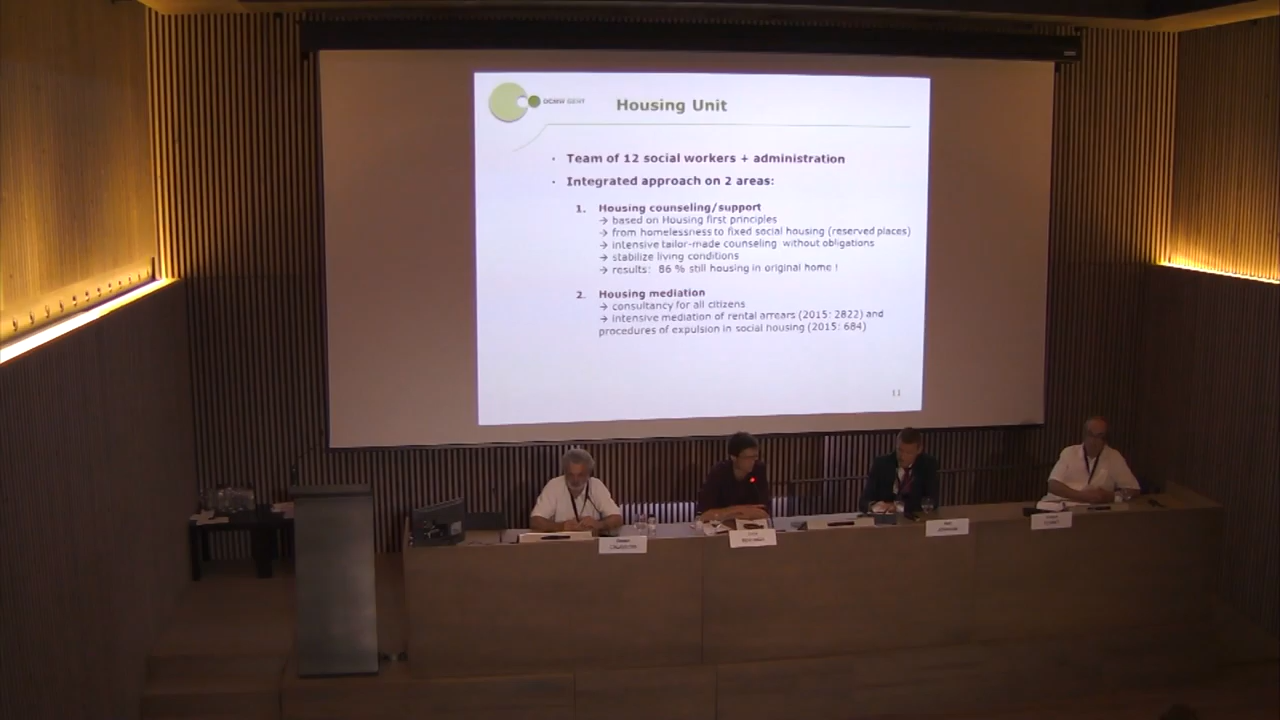 OCMW GENT
Housing Unit
· Team of 12 social workers + administration
· Integrated approach on 2 areas:
1. Housing counseling/support
→ based on Housing first principles
→ from homelessness to fixed social housing (reserved places)
→ intensive tailor-made counseling without obligations
→ stabilize living conditions
→ results: 86 % still housing in original home !
2. Housing mediation
→ consultancy for all citizens
→ intensive mediation of rental arrears (2015: 2822) and
procedures of expulsion in social housing (2015: 684)
11